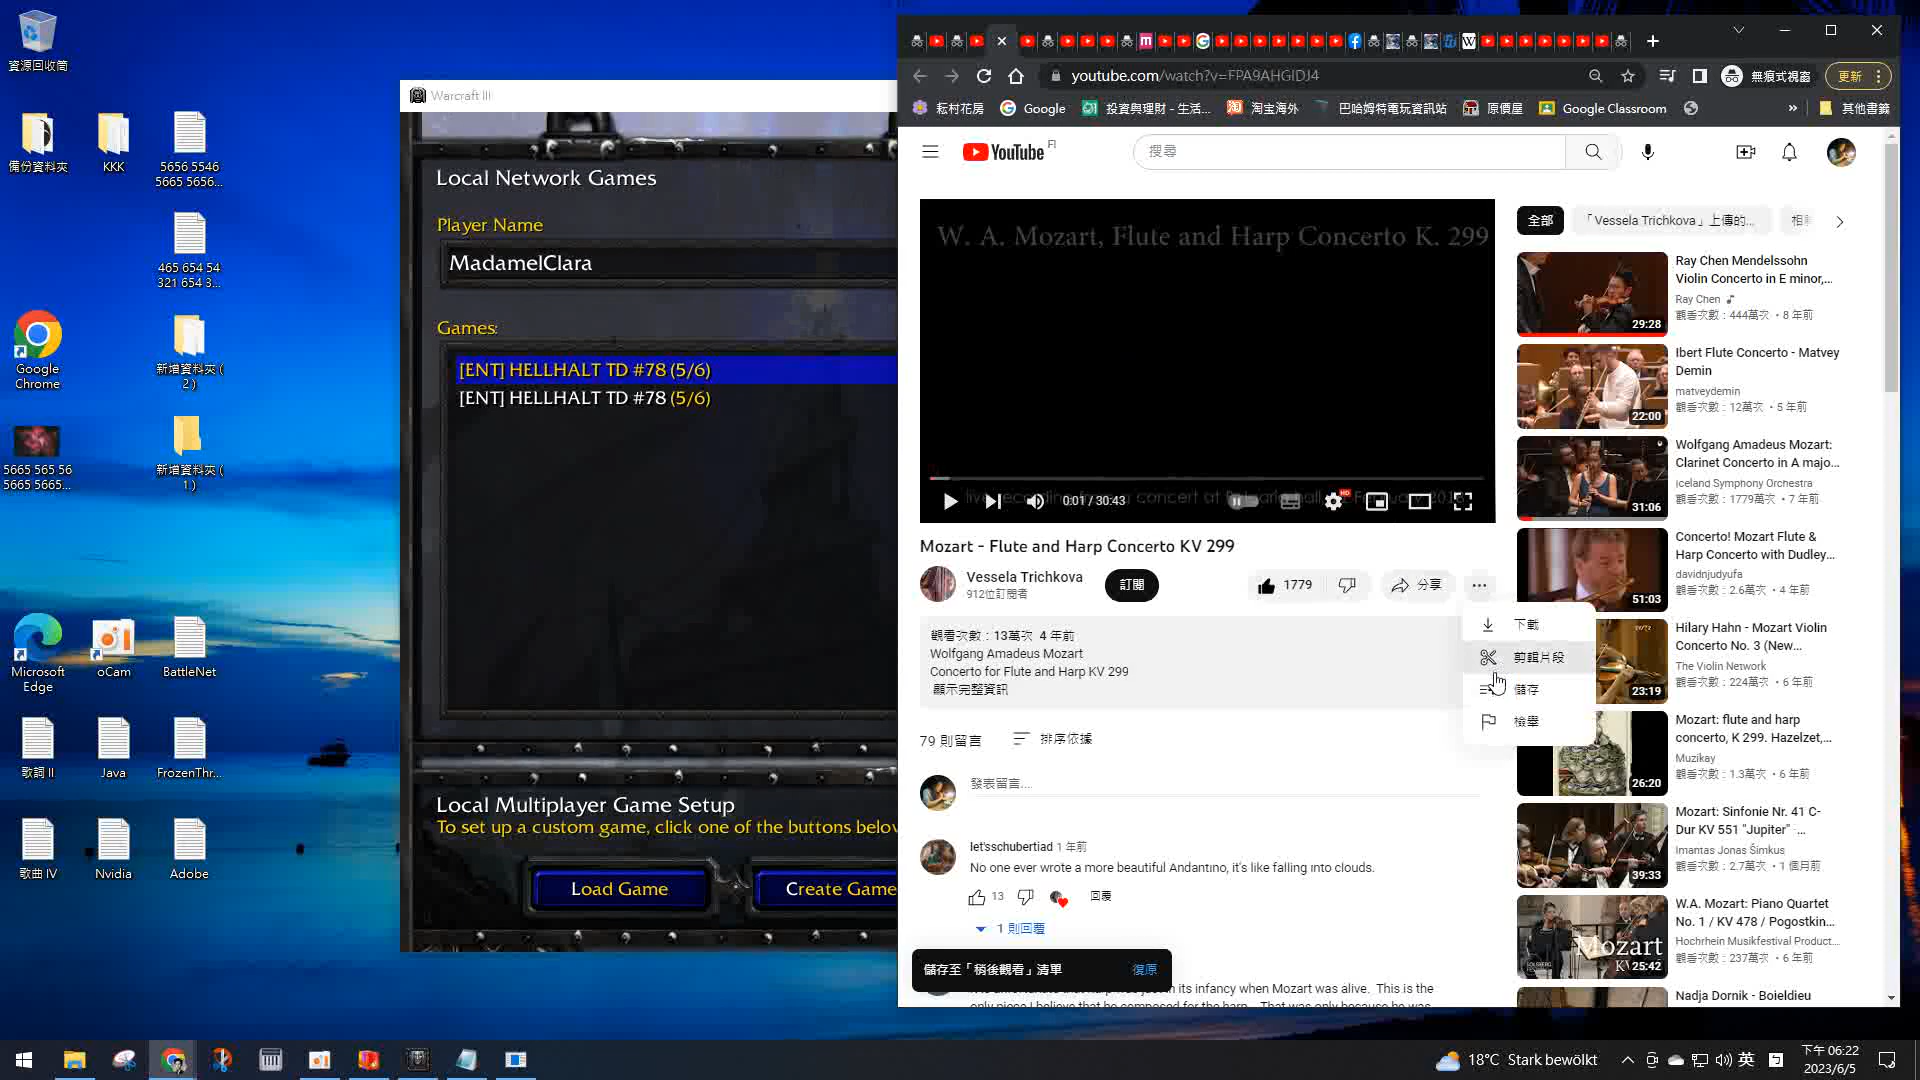 資源回收筒
備份資料夾
KKK
5656 5546
5665 5656...
465 654 54
321 654 3...
Google
Chrome
新增資料夾 (
2 )
5665 565 56
5665 5665...
新增資料夾 (
1 )
Microsoft
Edge
oCam
BattleNet
歌詞 II
Java
FrozenThr...
歌曲 IV
Nvidia
Adobe
Warcraft III
Local Network Games
Player Name
MadamelClara
Games:
[ENT] HELLHALT TD #78 (5/6)
[ENT] HELLHALT TD #78 (5/6)
Local Multiplayer Game Setup
To set up a custom game, click one of the buttons below
Load Game
Create Game
youtube.com/watch?v=FPA9AHGIDJ4
無痕式視窗
更新
耘村花房
Google
投資與理財 - 生活...
淘宝海外
巴哈姆特電玩資訊站
原價屋
Google Classroom
»
其他書籤
YouTube FI
搜尋
W. A. Mozart, Flute and Harp Concerto K. 299
0:01 / 30:43
HD
Mozart - Flute and Harp Concerto KV 299
Vessela Trichkova
912位訂閱者
訂閱
1779
分享
下載
剪輯片段
儲存
檢舉
觀看次數：13萬次 4 年前
Wolfgang Amadeus Mozart
Concerto for Flute and Harp KV 299
顯示完整資訊
79 則留言
排序依據
發表留言...
let'sschubertiad 1 年前
No one ever wrote a more beautiful Andantino, it's like falling into clouds.
13
回覆
1 則回覆
儲存至「稍後觀看」清單
復原
its infancy when Mozart was alive. This is the
全部
「Vessela Trichkova」上傳的...
Ray Chen Mendelssohn
Violin Concerto in E minor,...
Ray Chen
觀看次數：444萬次 • 8 年前
29:28
Ibert Flute Concerto - Matvey
Demin
matveydemin
觀看次數：12萬次 • 5 年前
22:00
Wolfgang Amadeus Mozart:
Clarinet Concerto in A majo...
Iceland Symphony Orchestra
觀看次數：1779萬次 • 7 年前
31:06
Concerto! Mozart Flute &
Harp Concerto with Dudley...
davidnjudyufa
觀看次數：2.6萬次 • 4 年前
51:03
Hilary Hahn - Mozart Violin
Concerto No. 3 (New...
The Violin Network
觀看次數：224萬次 • 6 年前
23:19
Mozart: flute and harp
concerto, K 299. Hazelzet,...
Muzikay
觀看次數：1.3萬次 • 6 年前
26:20
Mozart: Sinfonie Nr. 41 C-
Dur KV 551 "Jupiter" ...
Imantas Jonas Šimkus
觀看次數：2.7萬次 • 1 個月前
39:33
W.A. Mozart: Piano Quartet
No. 1 / KV 478 / Pogostkin...
Hochrhein Musikfestival Product...
觀看次數：237萬次 • 6 年前
Mozart
25:42
Nadja Dornik - Boieldieu
18°C Stark bewölkt
英
下午 06:22
2023/6/5